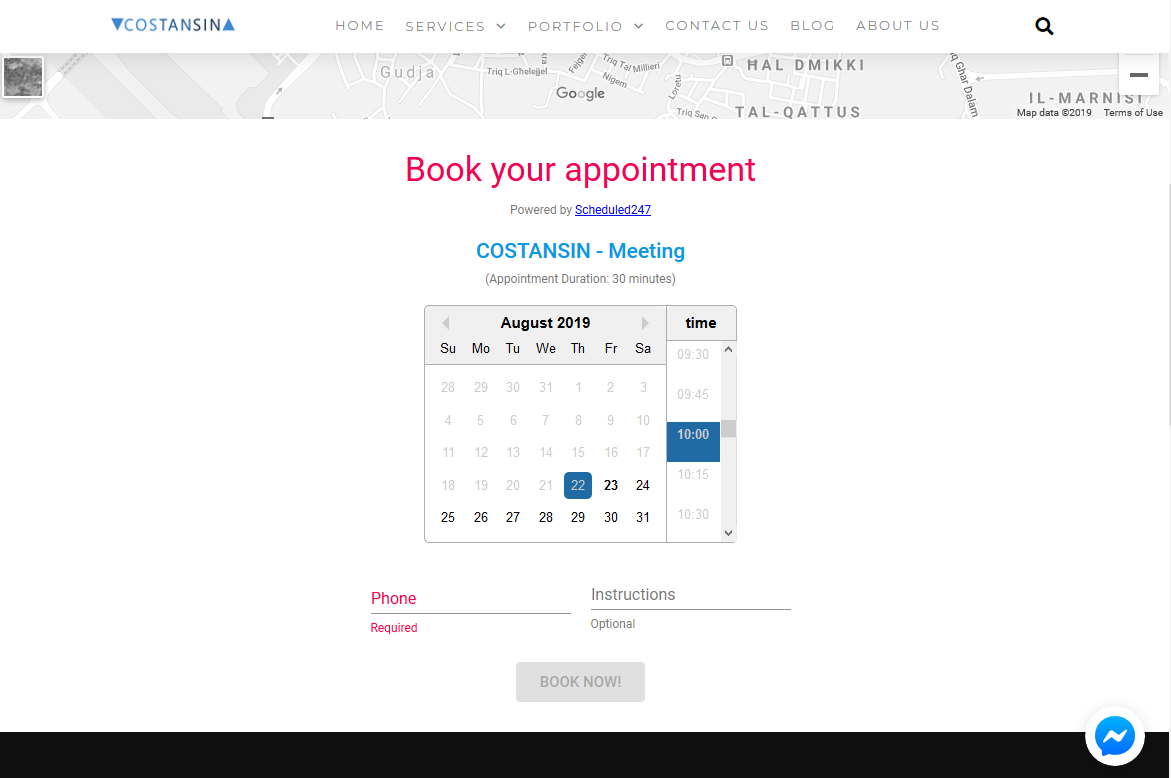 COSTANSIN
HOME SERVICES PORTFOLIO CONTACT US BLOG ABOUT US
Gudja
Triq L-Għelejjel
Triq Tal Millieri
Nigem
Loretu
ĦAL DMIKKI
Triq Għar Dalam
Google
TAL-QATTUS
IL-MARNISI
Map data ©2019 Terms of Use
Book your appointment
Powered by Scheduled247
COSTANSIN - Meeting
(Appointment Duration: 30 minutes)
August 2019 time
Su Mo Tu We Th Fr Sa
28 29 30 31 1 2 3
4 5 6 7 8 9 10
11 12 13 14 15 16 17
18 19 20 21 22 23 24
25 26 27 28 29 30 31
09:30
09:45
10:00
10:15
10:30
Phone
Required
Instructions
Optional
BOOK NOW!